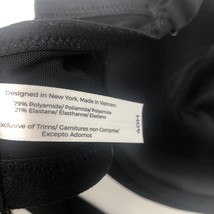 Designed in New York, Made in Vietnam
79% Polyamide/ Poliamida/ Polyamide
21% Elastane/ Élasthanne/ Elastano
Exclusive of Trims/ Garnitures non Comprise/
Excepto Adornos
40H